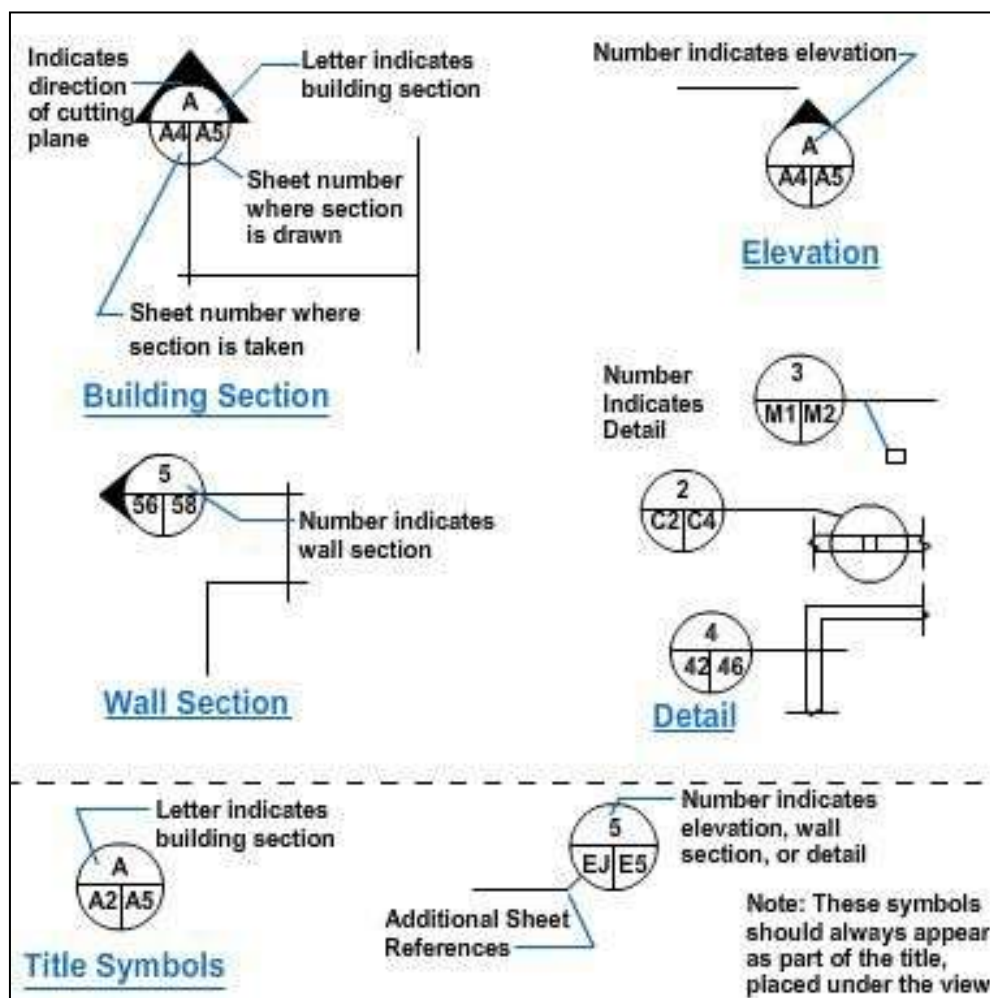 Indicates
direction
of cutting
plane
Letter indicates
building section
A
A4 A5
Sheet number
where section
is drawn
Sheet number where
section is taken
Building Section
Number indicates elevation
A
A4 A5
Elevation
5
56 58
Number indicates
wall section
Wall Section
Number
Indicates
Detail
3
M1 M2
2
C2 C4
4
42 46
Detail
Letter indicates
building section
A
A2 A5
Title Symbols
5
EJ E5
Number indicates
elevation, wall
section, or detail
Additional Sheet
References
Note: These symbols
should always appear
as part of the title,
placed under the view